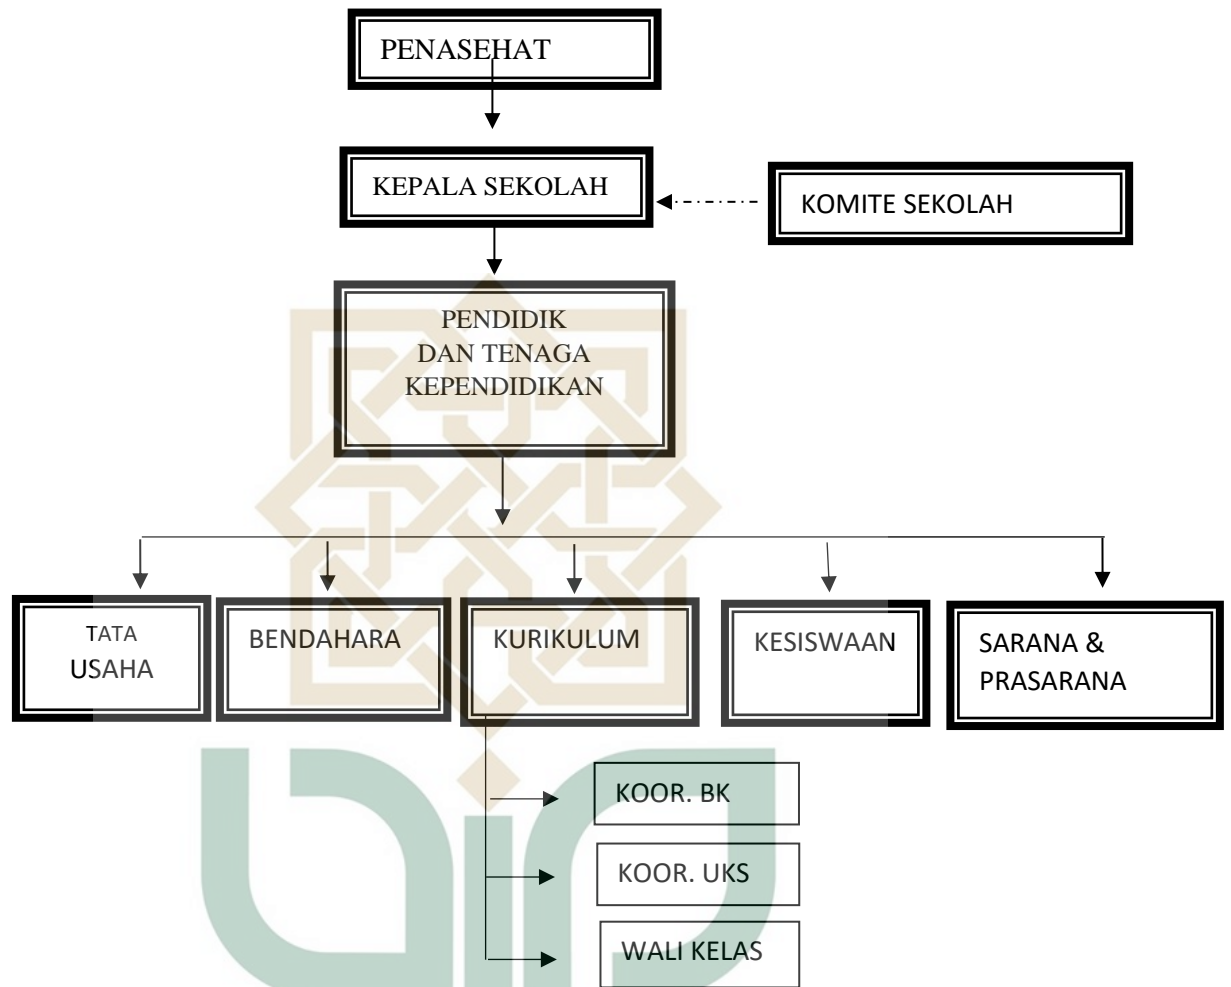 PENASEHAT
KEPALA SEKOLAH
KOMITE SEKOLAH
PENDIDIK
DAN TENAGA
KEPENDIDIKAN
TATA
USAHA
BENDAHARA
KURIKULUM
KESISWAAN
SARANA &
PRASARANA
KOOR. BK
KOOR. UKS
WALI KELAS